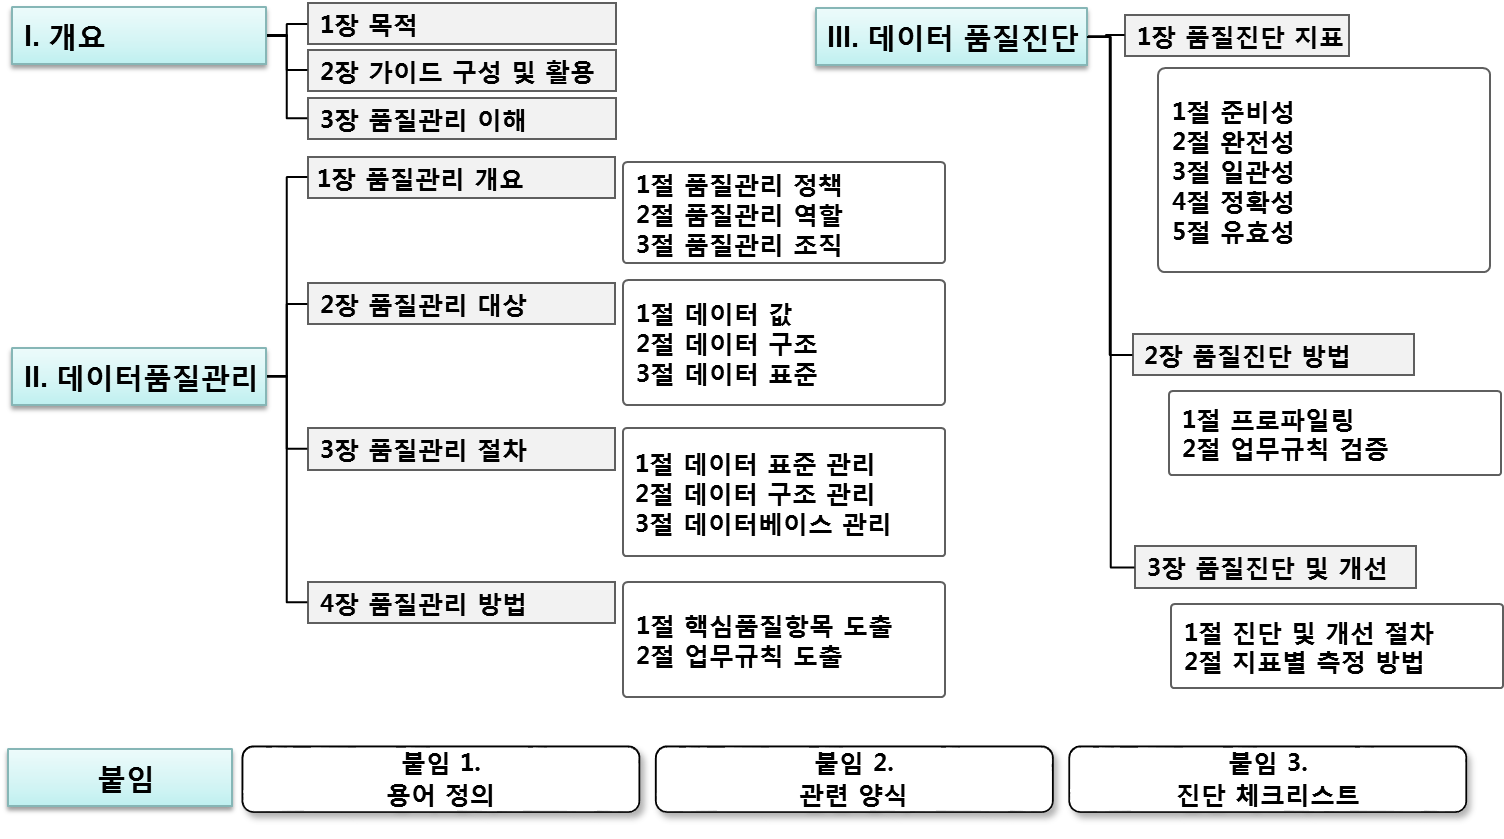 I. 개요
1장 목적
2장 가이드 구성 및 활용
3장 품질관리 이해
II. 데이터품질관리
1장 품질관리 개요
1절 품질관리 정책
2절 품질관리 역할
3절 품질관리 조직
2장 품질관리 대상
1절 데이터 값
2절 데이터 구조
3절 데이터 표준
3장 품질관리 절차
1절 데이터 표준 관리
2절 데이터 구조 관리
3절 데이터베이스 관리
4장 품질관리 방법
1절 핵심품질항목 도출
2절 업무규칙 도출
III. 데이터 품질진단
1장 품질진단 지표
1절 준비성
2절 완전성
3절 일관성
4절 정확성
5절 유효성
2장 품질진단 방법
1절 프로파일링
2절 업무규칙 검증
3장 품질진단 및 개선
1절 진단 및 개선 절차
2절 지표별 측정 방법
붙임
붙임 1.
용어 정의
붙임 2.
관련 양식
붙임 3.
진단 체크리스트